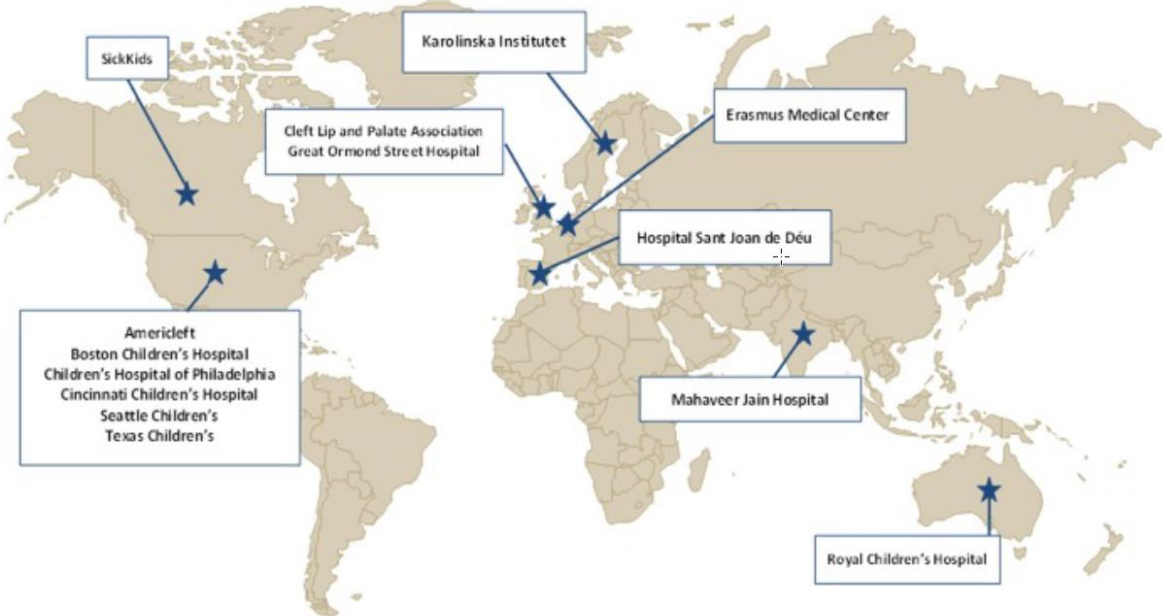 SickKids
Karolinska Institutet
Erasmus Medical Center
Cleft Lip and Palate Association
Great Ormond Street Hospital
Hospital Sant Joan de Déu
Americleft
Boston Children's Hospital
Children's Hospital of Philadelphia
Cincinnati Children's Hospital
Seattle Children's
Texas Children's
Mahaveer Jain Hospital
Royal Children's Hospital